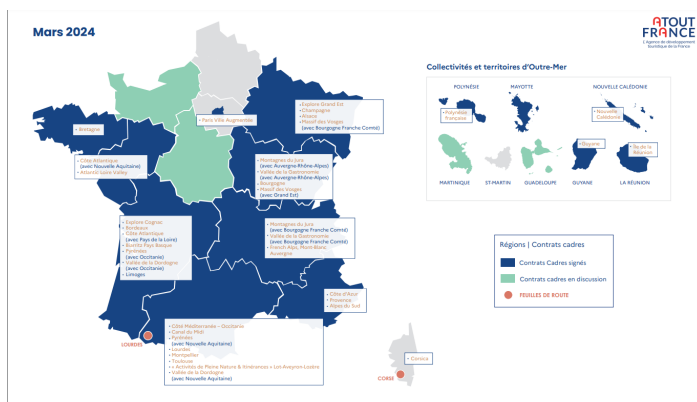 Mars 2024
ATOUT
FRANCE
L'Agence de développement
touristique de la France
• Bretagne
• Paris Ville Augmentée
• Explore Grand Est
• Champagne
• Alsace
• Massif des Vosges
(avec Bourgogne Franche Comté)
• Côte Atlantique
(avec Nouvelle Aquitaine)
• Atlantic Loire Valley
• Montagnes du Jura
(avec Auvergne-Rhône-Alpes)
• Vallée de la Gastronomie
(avec Auvergne-Rhône-Alpes)
• Bourgogne
• Massif des Vosges
(avec Grand Est)
• Explore Cognac
• Bordeaux
• Côte Atlantique
(avec Pays de la Loire)
• Biarritz Pays Basque
• Pyrénées
(avec Occitanie)
• Vallée de la Dordogne
(avec Occitanie)
• Limoges
• Montagnes du Jura
(avec Bourgogne Franche Comté)
• Vallée de la Gastronomie
(avec Bourgogne Franche Comté)
• French Alps, Mont-Blanc
Auvergne
• Côte d'Azur
• Provence
• Alpes du Sud
LOURDES
• Côté Méditerranée – Occitanie
• Canal du Midi
• Pyrénées
(avec Nouvelle Aquitaine)
• Lourdes
• Montpellier
• Toulouse
• « Activités de Pleine Nature & Itinérances » Lot-Aveyron-Lozère
• Vallée de la Dordogne
(avec Nouvelle Aquitaine)
• Corsica
CORSE
Collectivités et territoires d'Outre-Mer
POLYNÉSIE
MAYOTTE
NOUVELLE CALÉDONIE
• Polynésie
Francaise
• Nouvelle
Calédonie
• Guyane
• Ile de la
Réunion
MARTINIQUE
ST-MARTIN
GUADELOUPE
GUYANE
LA REUNION
Régions | Contrats cadres
Contrats Cadres signés
Contrats cadres en discussion
FEUILLES DE ROUTE